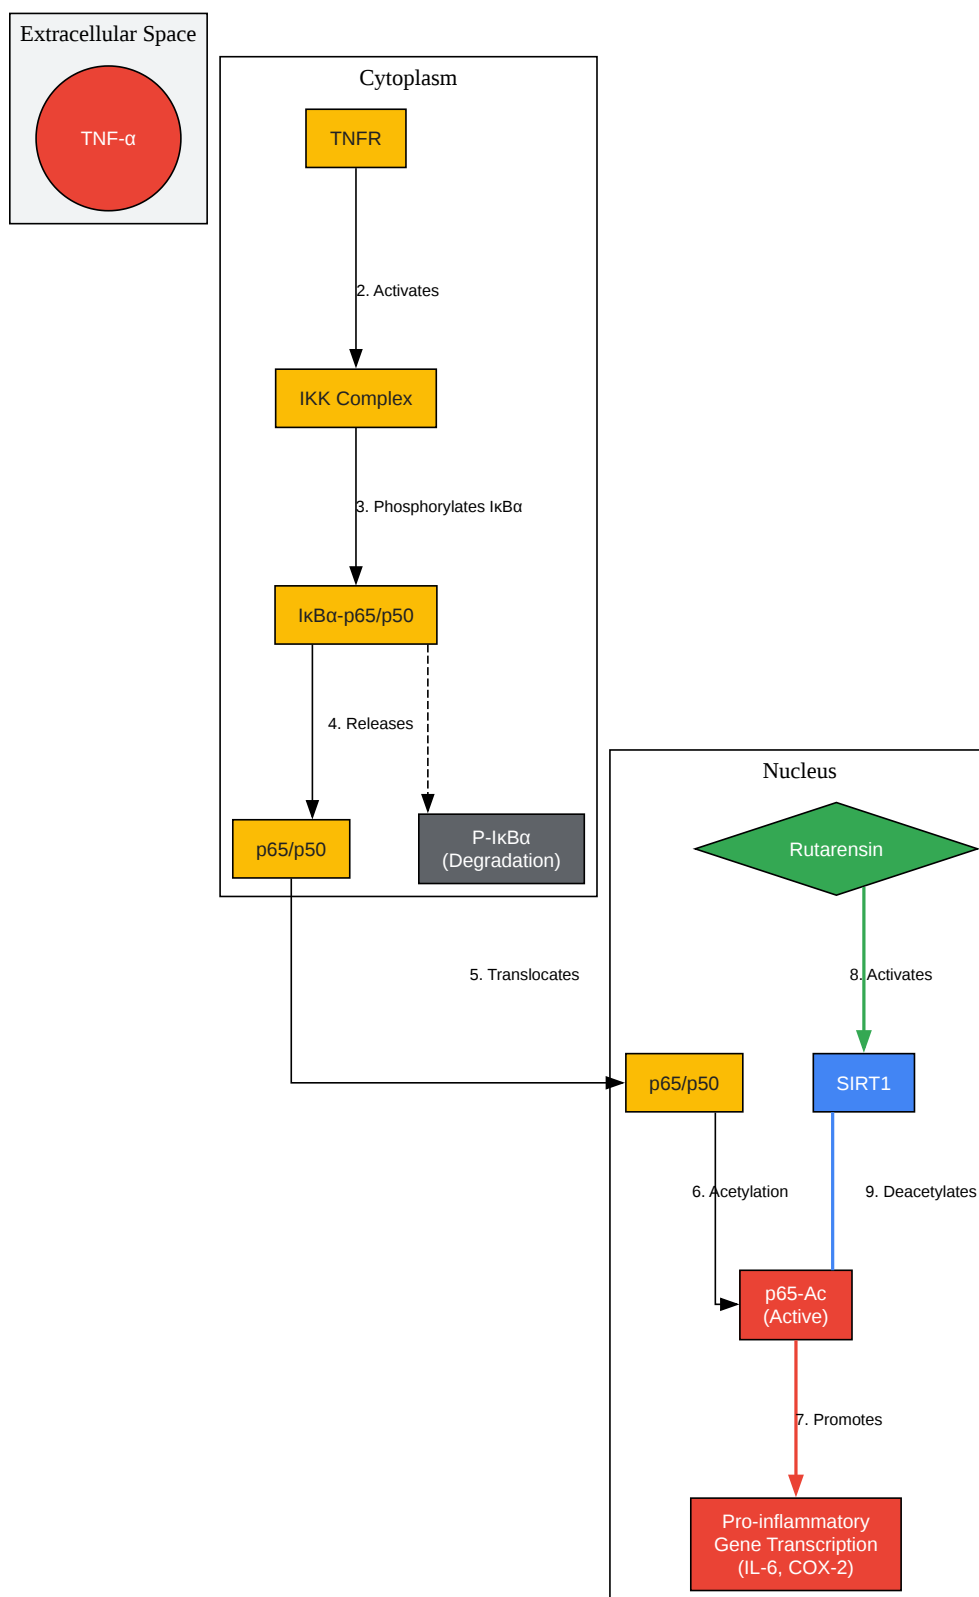 Extracellular Space
TNF-α
Cytoplasm
TNFR
2. Activates
IKK Complex
3. Phosphorylates IκBα
IκBα-p65/p50
4. Releases
p65/p50
P-IκBα
(Degradation)
5. Translocates
Nucleus
Rutarensin
8. Activates
p65/p50
SIRT1
6. Acetylation
9. Deacetylates
p65-Ac
(Active)
7. Promotes
Pro-inflammatory
Gene Transcription
(IL-6, COX-2)